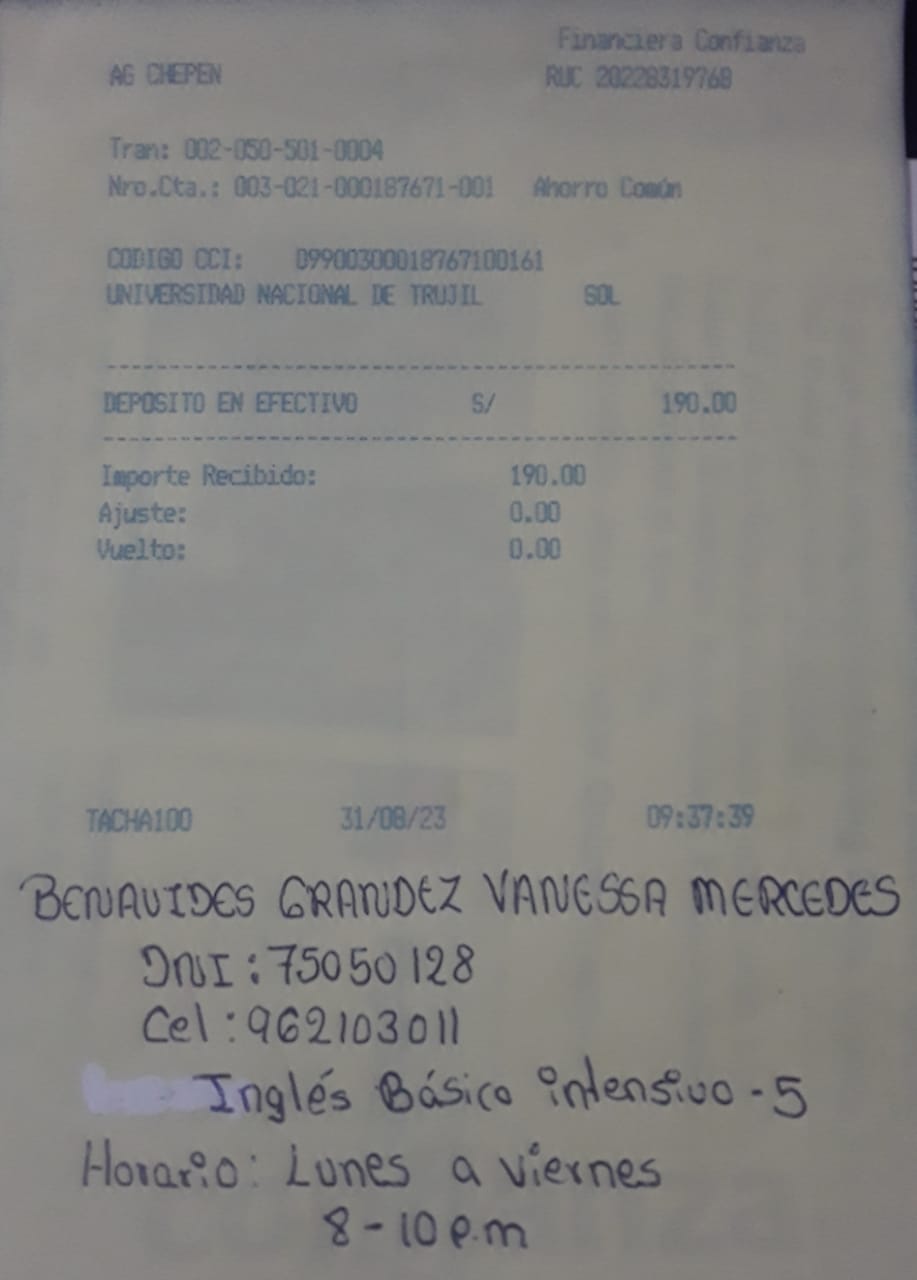 Financiera Confianza
AG CHEPEN RUC 20228319768
Tran: 002-050-501-0004
Nro.Cta.: 003-021-000187671-001 Ahorro Común
CODIGO CCI: 09900300018767100161
UNIVERSIDAD NACIONAL DE TRUJIL SOL
DEPOSITO EN EFECTIVO S/ 190.00
Importe Recibido: 190.00
Ajuste: 0.00
Vuelto: 0.00
TACHA100 31/08/23 09:37:39
BENAVIDES GRANDEZ VANESSA MERCEDES
DNI : 75050128
Cel : 962103011
Inglés Básico intensivo - 5
Horario: Lunes a viernes
8 - 10 p.m